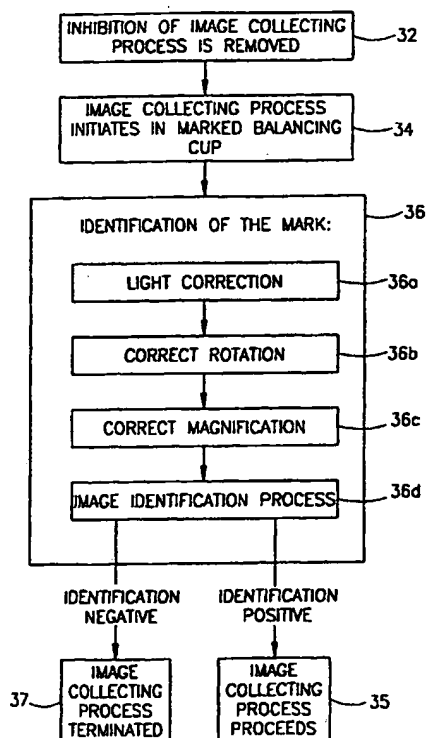 INHIBITION OF IMAGE COLLECTING
PROCESS IS REMOVED
32
IMAGE COLLECTING PROCESS
INITIATES IN MARKED BALANCING
CUP
34
36
IDENTIFICATION OF THE MARK:
LIGHT CORRECTION
36a
CORRECT ROTATION
36b
CORRECT MAGNIFICATION
36c
IMAGE IDENTIFICATION PROCESS
36d
IDENTIFICATION
NEGATIVE
IDENTIFICATION
POSITIVE
37
IMAGE
COLLECTING
PROCESS
TERMINATED
IMAGE
COLLECTING
PROCESS
PROCEEDS
35